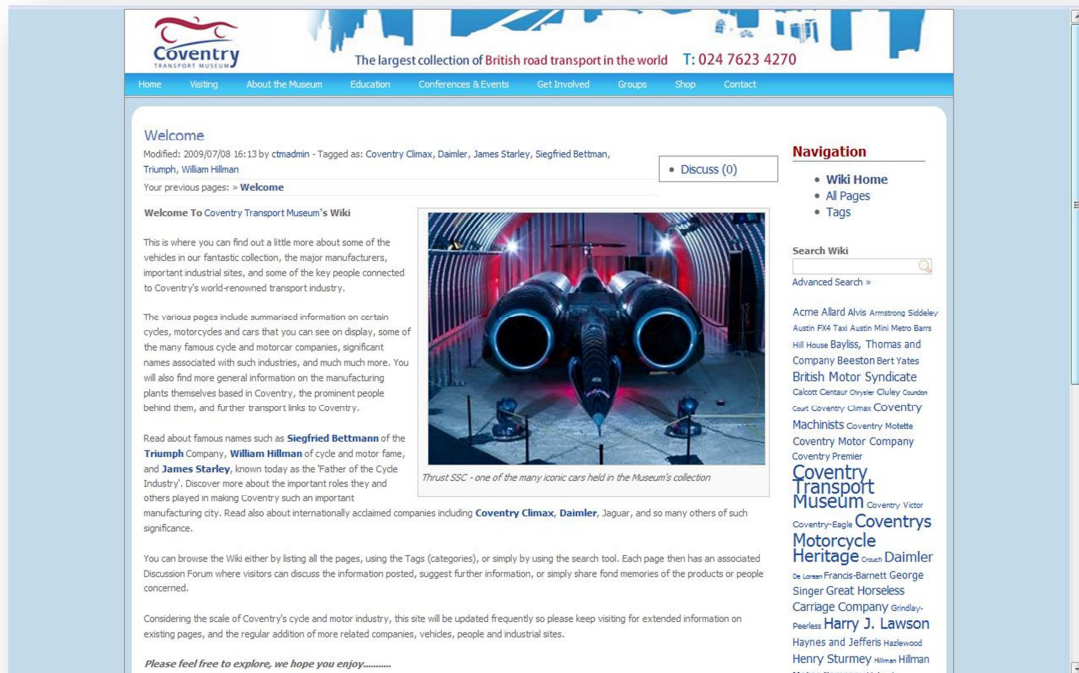 Coventry
TRANSPORT MUSEUM
The largest collection of British road transport in the world T: 024 7623 4270
Home Visiting About the Museum Education Conferences & Events Get Involved Groups Shop Contact
Welcome
Modified: 2009/07/08 16:13 by ctmadmin - Tagged as: Coventry Climax, Daimler, James Starley, Siegfried Bettman,
Triumph, William Hillman
Your previous pages: » Welcome
• Discuss (0)
Welcome To Coventry Transport Museum's Wiki
This is where you can find out a little more about some of the
vehicles in our fantastic collection, the major manufacturers,
important industrial sites, and some of the key people connected
to Coventry's world-renowned transport industry.
The various pages include summarised information on certain
cycles, motorcycles and cars that you can see on display, some of
the many famous cycle and motorcar companies, significant
names associated with such industries, and much much more. You
will also find more general information on the manufacturing
plants themselves based in Coventry, the prominent people
behind them, and further transport links to Coventry.
Read about famous names such as Siegfried Bettmann of the
Triumph Company, William Hillman of cycle and motor fame,
and James Starley, known today as the 'Father of the Cycle
Industry'. Discover more about the important roles they and
others played in making Coventry such an important
manufacturing city. Read also about internationally acclaimed companies including Coventry Climax, Daimler, Jaguar, and so many others of such
significance.
Thrust SSC - one of the many iconic cars held in the Museum's collection
You can browse the Wiki either by listing all the pages, using the Tags (categories), or simply by using the search tool. Each page then has an associated
Discussion Forum where visitors can discuss the information posted, suggest further information, or simply share fond memories of the products or people
concerned.
Considering the scale of Coventry's cycle and motor industry, this site will be updated frequently so please keep visiting for extended information on
existing pages, and the regular addition of more related companies, vehicles, people and industrial sites.
Please feel free to explore, we hope you enjoy...........
Navigation
• Wiki Home
• All Pages
• Tags
Search Wiki
Advanced Search »
Acme Allard Alvis Armstrong Siddeley
Austin FX4 Taxi Austin Mini Metro Barrs
Hill House Bayliss, Thomas and
Company Beeston Bert Yates
British Motor Syndicate
Calcott Centaur Chrysler Cluley Coundon
Court Coventry Climax Coventry
Machinists Coventry Motette
Coventry Motor Company
Coventry Premier
Coventry
Transport
Museum Coventry Victor
Coventry-Eagle Coventrys
Motorcycle
Heritage Crouch Daimler
De Lorean Francis-Barnett George
Singer Great Horseless
Carriage Company Grindlay-
Peerless Harry J. Lawson
Haynes and Jefferis Hazlewood
Henry Sturmey Hillman Hillman